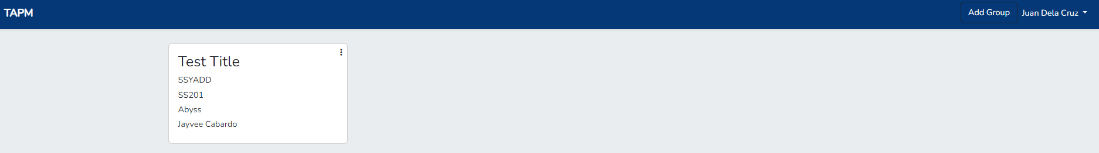 TAPM
Add Group
Juan Dela Cruz
Test Title
SSYADD
SS201
Abyss
Jayvee Cabardo